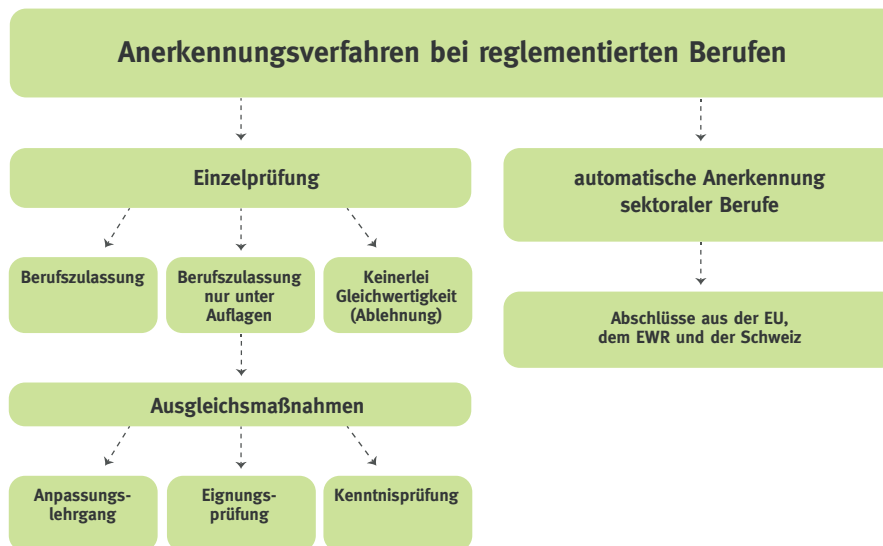 Anerkennungsverfahren bei reglementierten Berufen
Einzelprüfung
automatische Anerkennung
sektoraler Berufe
Berufszulassung
Berufszulassung
nur unter
Auflagen
Keinerlei
Gleichwertigkeit
(Ablehnung)
Abschlüsse aus der EU,
dem EWR und der Schweiz
Ausgleichsmaßnahmen
Anpassungs-
lehrgang
Eignungs-
prüfung
Kenntnisprüfung